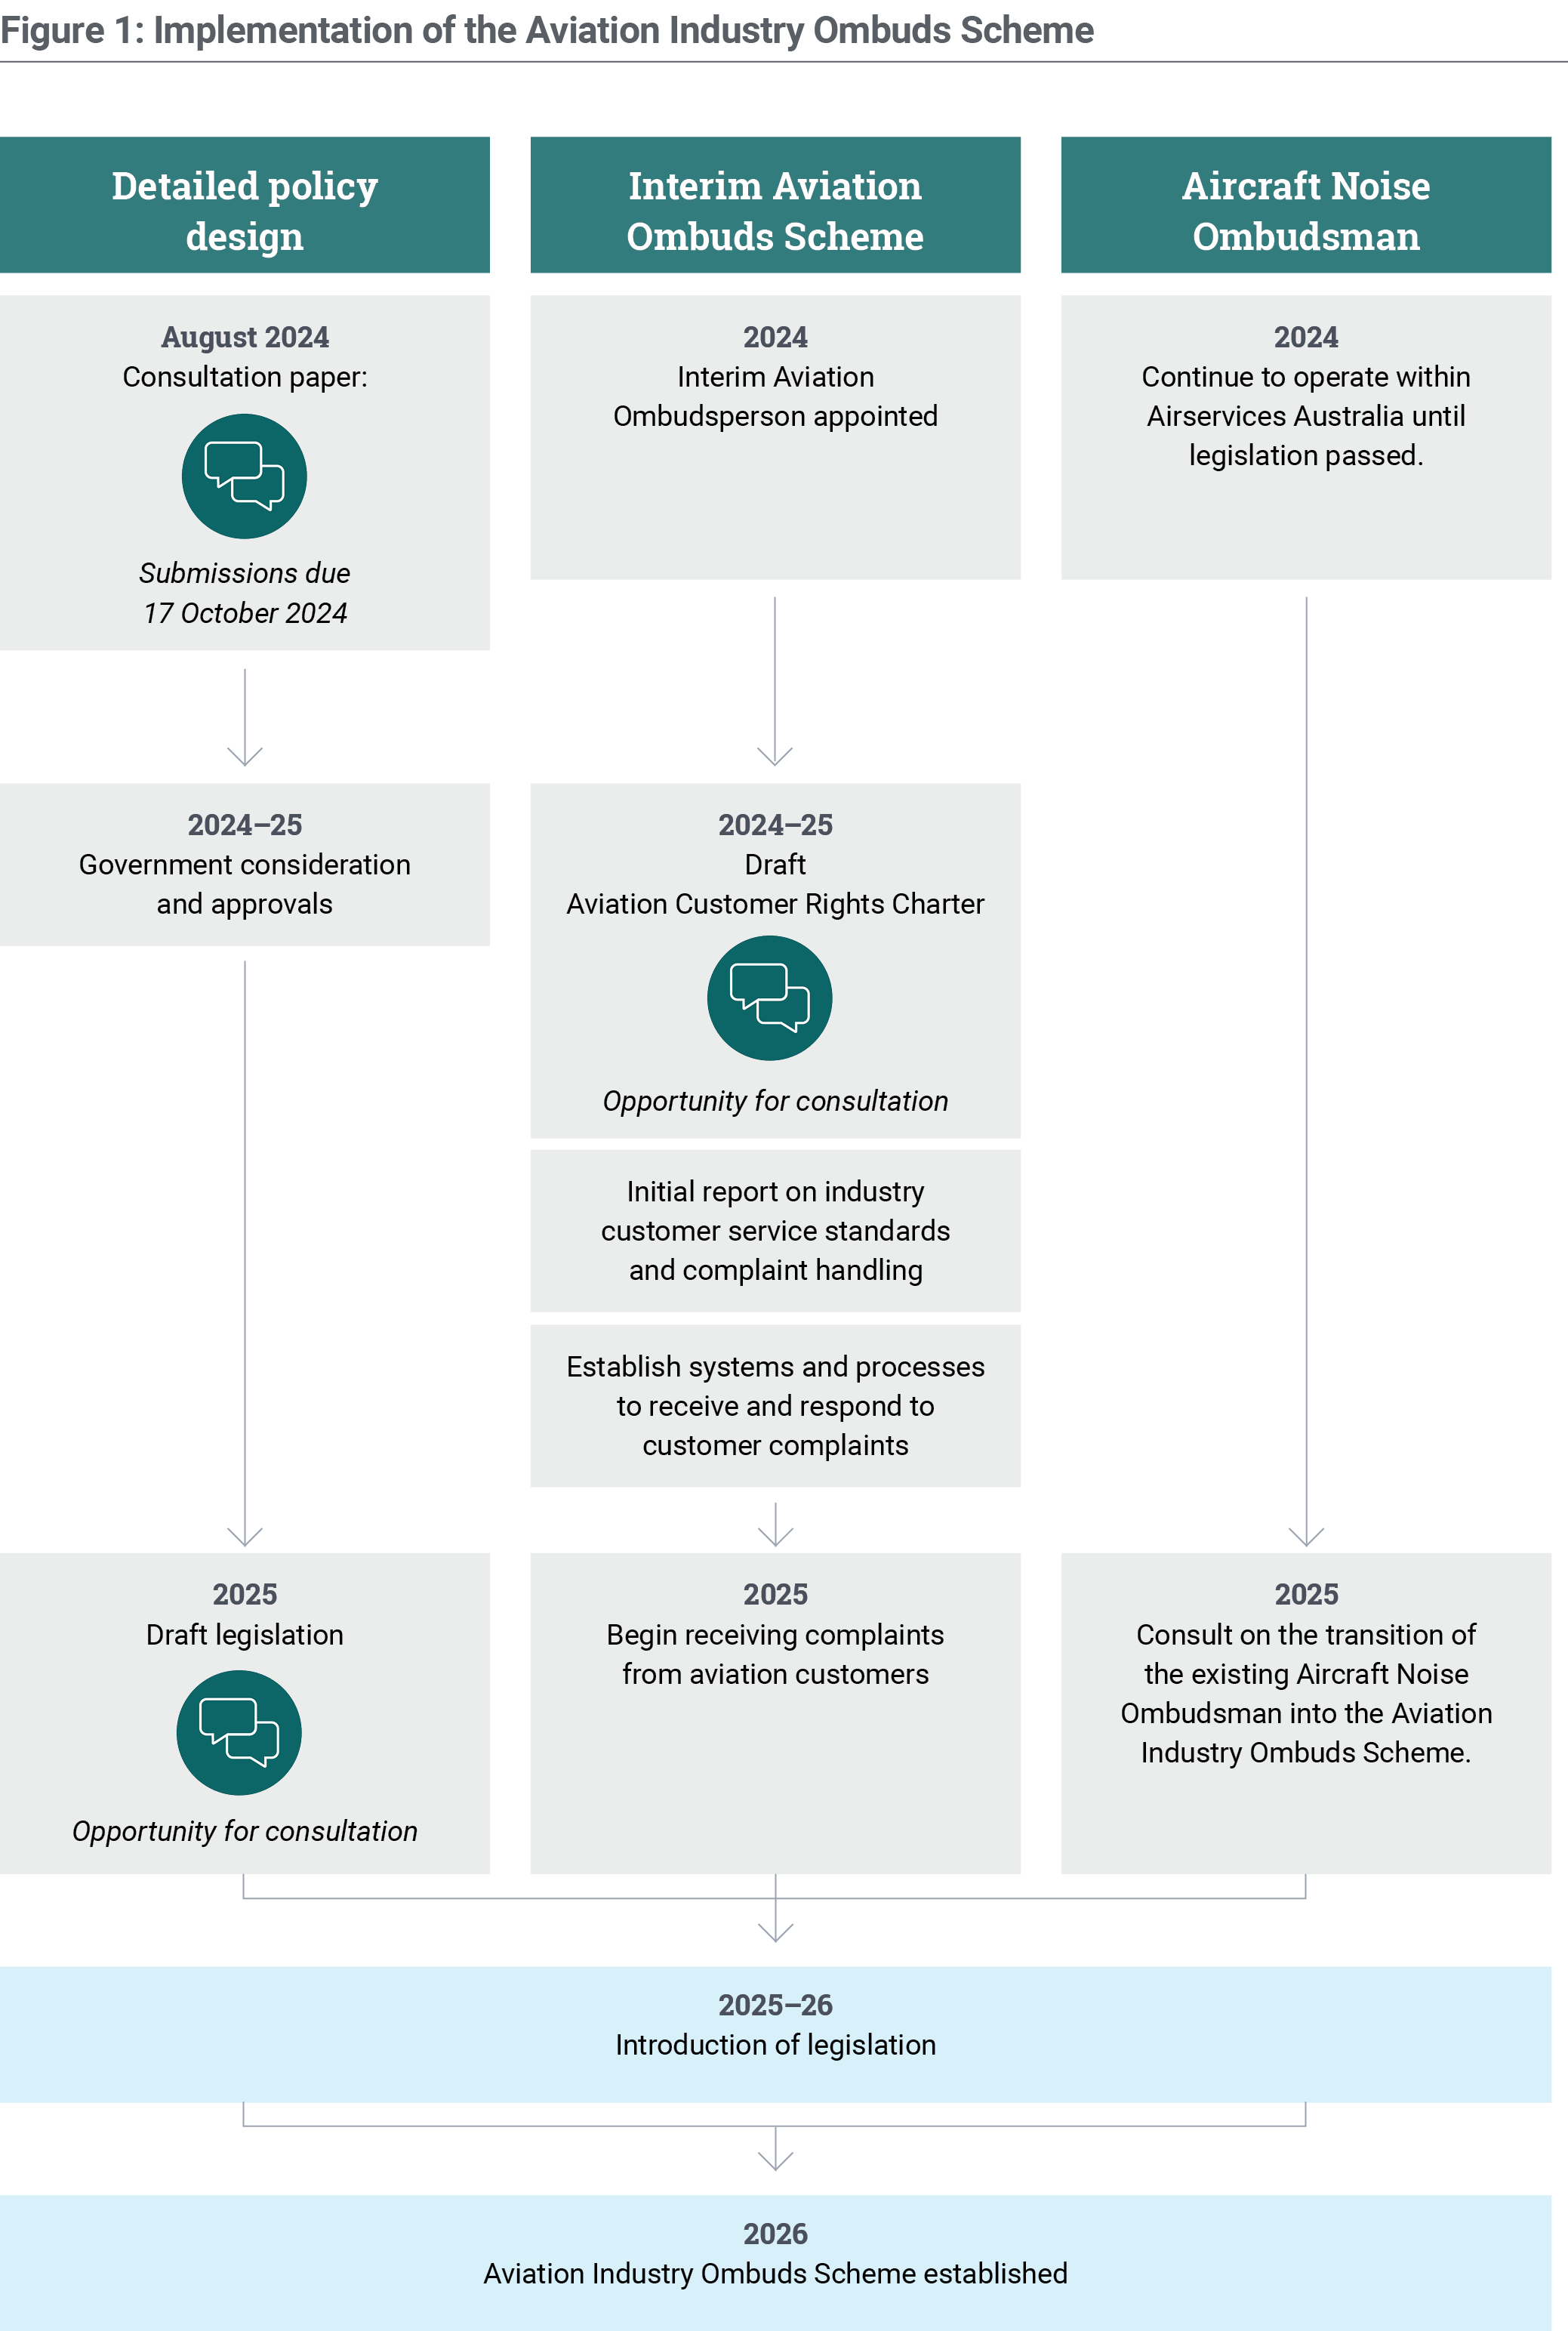 Figure 1: Implementation of the Aviation Industry Ombuds Scheme
Detailed policy
design
August 2024
Consultation paper:
Submissions due
17 October 2024
2024–25
Government consideration
and approvals
2025
Draft legislation
Opportunity for consultation
Interim Aviation
Ombuds Scheme
2024
Interim Aviation
Ombudsperson appointed
2024–25
Draft
Aviation Customer Rights Charter
Opportunity for consultation
Initial report on industry
customer service standards
and complaint handling
Establish systems and processes
to receive and respond to
customer complaints
2025
Begin receiving complaints
from aviation customers
Aircraft Noise
Ombudsman
2024
Continue to operate within
Airservices Australia until
legislation passed.
2025
Consult on the transition of
the existing Aircraft Noise
Ombudsman into the Aviation
Industry Ombuds Scheme.
2025–26
Introduction of legislation
2026
Aviation Industry Ombuds Scheme established